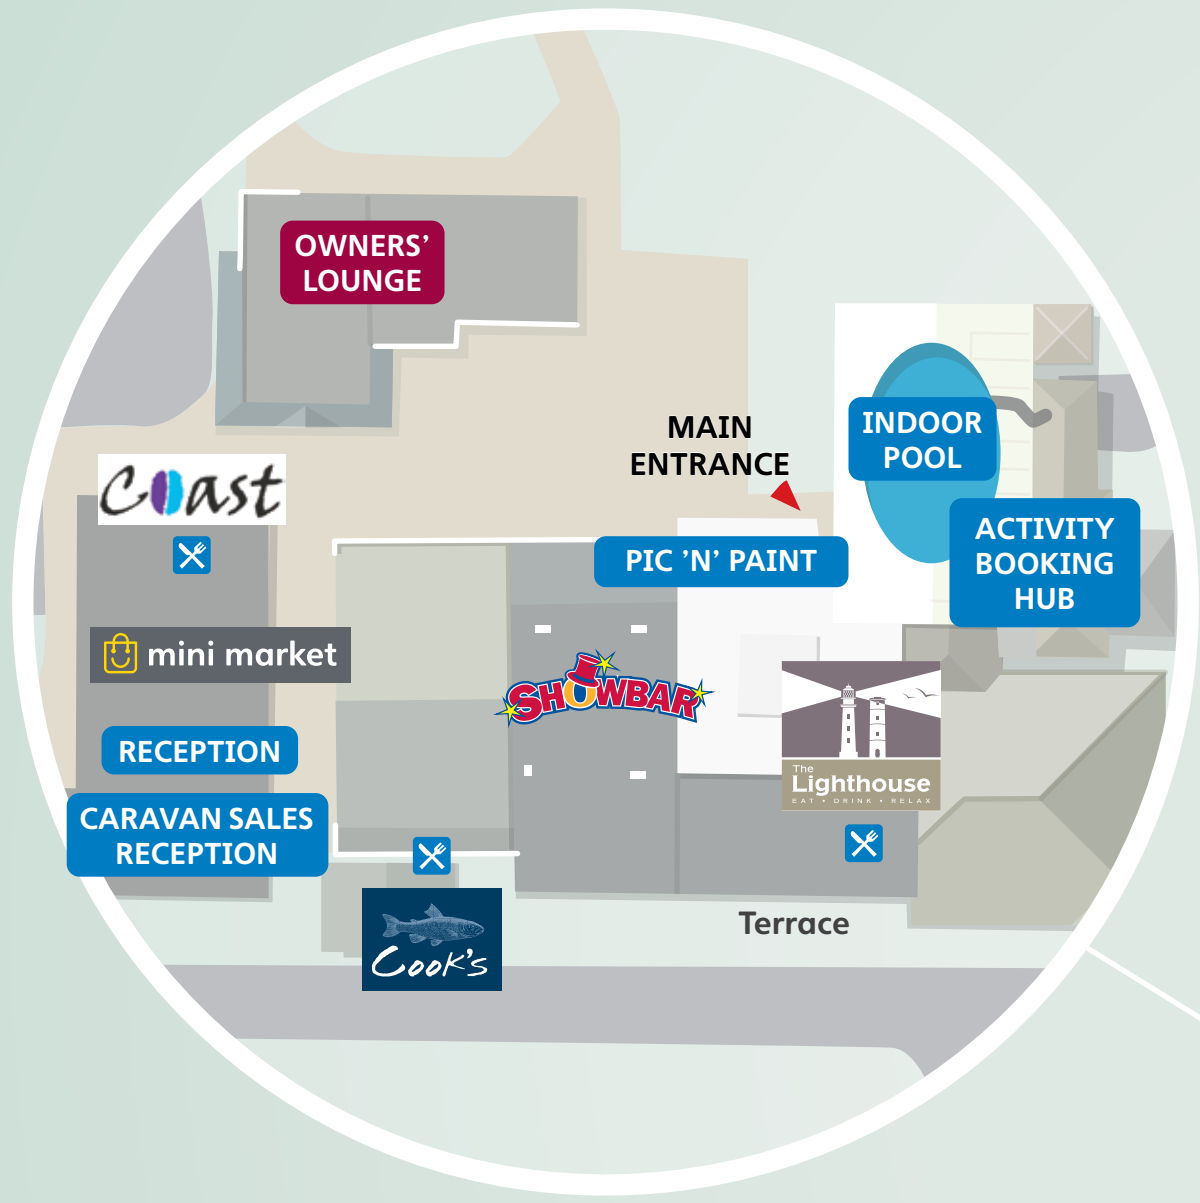 OWNERS’
LOUNGE
MAIN
ENTRANCE
INDOOR
POOL
Coast
ACTIVITY
BOOKING
HUB
PIC ’N’ PAINT
mini market
SHOWBAR
RECEPTION
The
Lighthouse
EAT • DRINK • RELAX
CARAVAN SALES
RECEPTION
Terrace
Cook's